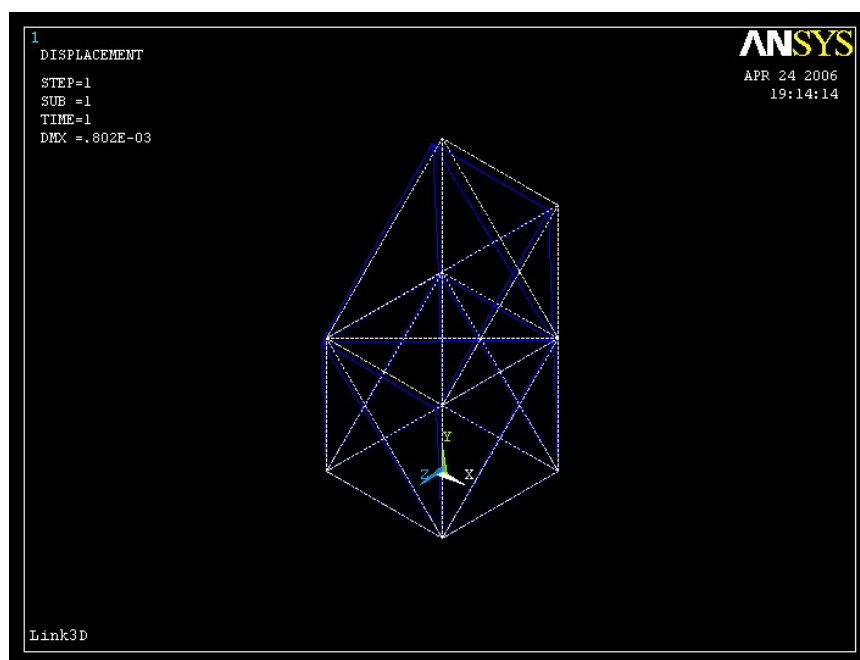 1
DISPLACEMENT
STEP=1
SUB =1
TIME=1
DMX =.802E-03
ANSYS
APR 24 2006
19:14:14
Y
Z
X
Link3D